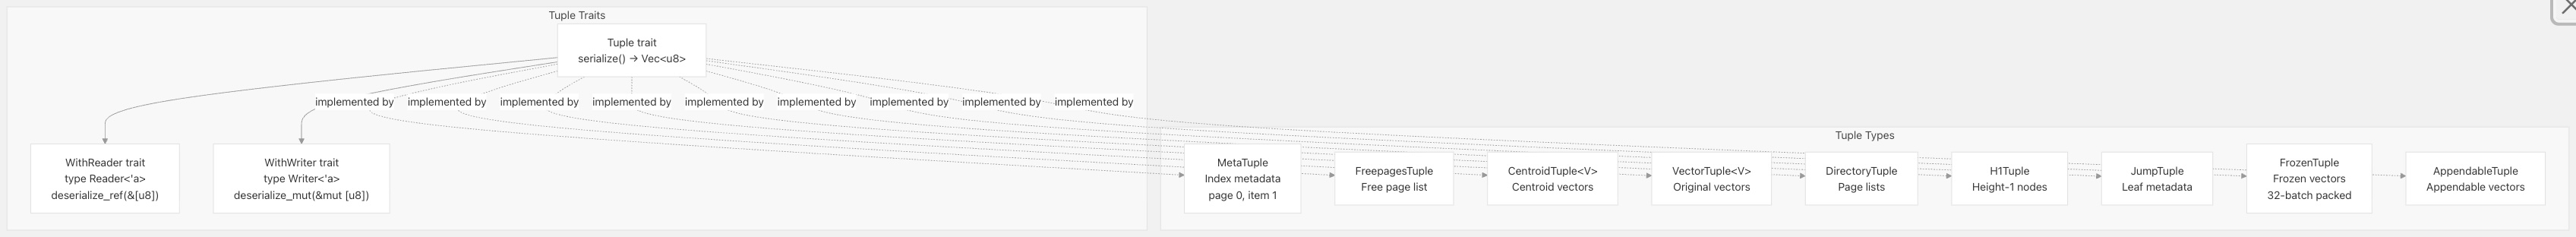 Tuple Traits
Tuple trait
serialize() → Vec<u8>
implemented by implemented by implemented by implemented by implemented by implemented by implemented by implemented by implemented by
WithReader trait
type Reader<'a>
deserialize_ref(&[u8])
WithWriter trait
type Writer<'a>
deserialize_mut(&mut [u8])
Tuple Types
MetaTuple
Index metadata
page 0, item 1
FreepagesTuple
Free page list
CentroidTuple<V>
Centroid vectors
VectorTuple<V>
Original vectors
DirectoryTuple
Page lists
H1Tuple
Height-1 nodes
JumpTuple
Leaf metadata
FrozenTuple
Frozen vectors
32-batch packed
AppendableTuple
Appendable vectors